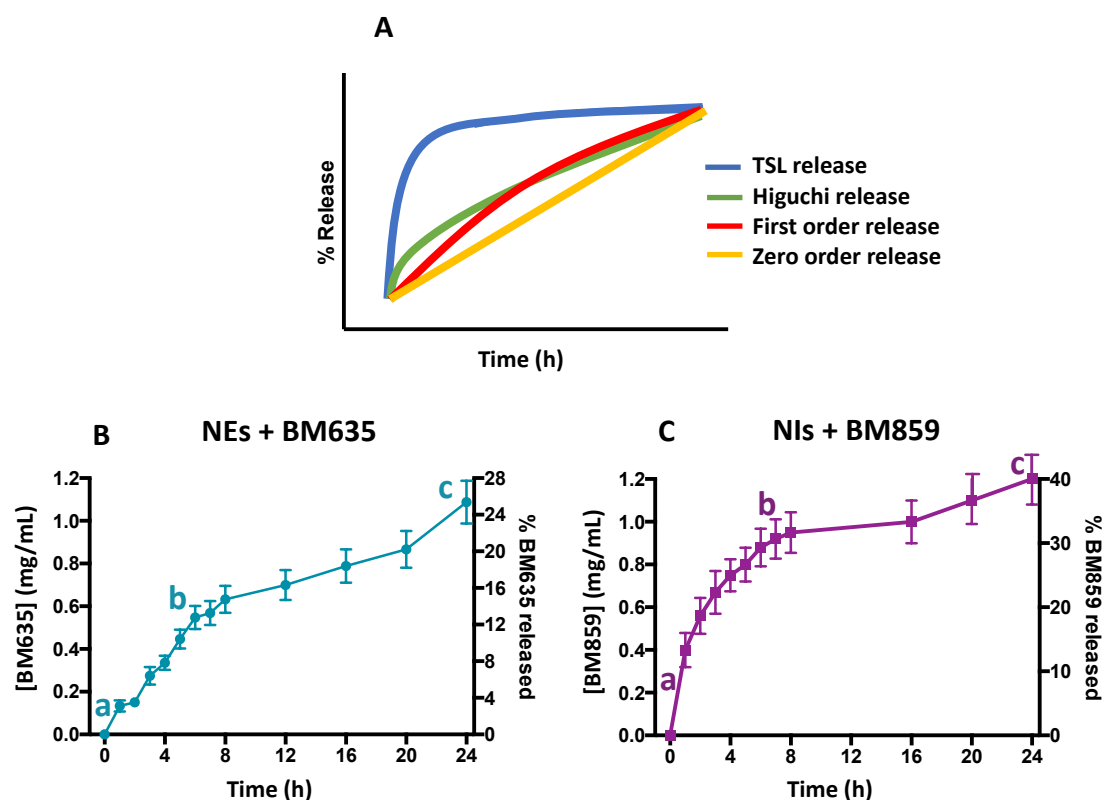 A
% Release
Time (h)
TSL release
Higuchi release
First order release
Zero order release
B
NEs + BM635
[BM635] (mg/mL)
1.2
1.0
0.8
0.6
0.4
0.2
0.0
a
b
c
28
24
20
16
12
8
4
0
% BM635 released
0 4 8 12 16 20 24
Time (h)
C
NIs + BM859
[BM859] (mg/mL)
1.2
1.0
0.8
0.6
0.4
0.2
0.0
a
b
c
40
30
20
10
0
% BM859 released
0 4 8 12 16 20 24
Time (h)